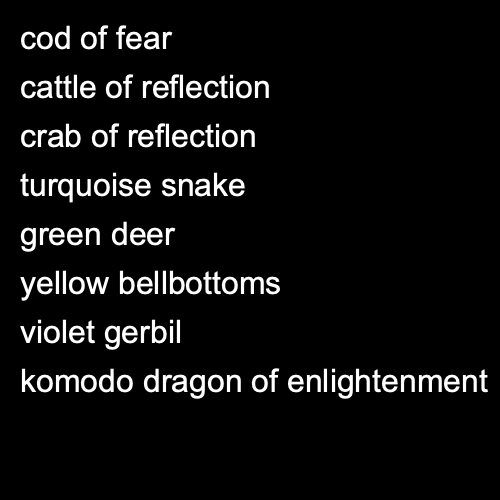 cod of fear
cattle of reflection
crab of reflection
turquoise snake
green deer
yellow bellbottoms
violet gerbil
komodo dragon of enlightenment